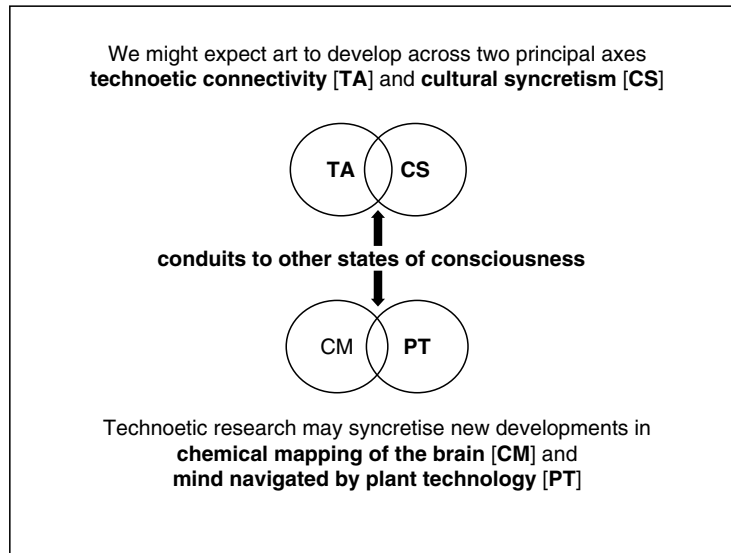 We might expect art to develop across two principal axes
technoetic connectivity [TA] and cultural syncretism [CS]
TA CS
conduits to other states of consciousness
CM PT
Technoetic research may syncretise new developments in
chemical mapping of the brain [CM] and
mind navigated by plant technology [PT]